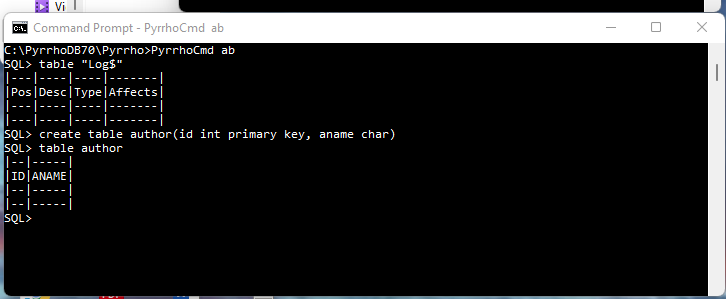 Vi
Command Prompt - PyrrhoCmd ab
C:\PyrrhoDB70\Pyrrho>PyrrhoCmd ab
SQL> table "Log$"
|---|----|----|-------|
|Pos|Desc|Type|Affects|
|---|----|----|-------|
|---|----|----|-------|
SQL> create table author(id int primary key, aname char)
SQL> table author
|--|-----|
|ID|ANAME|
|--|-----|
|--|-----|
SQL>